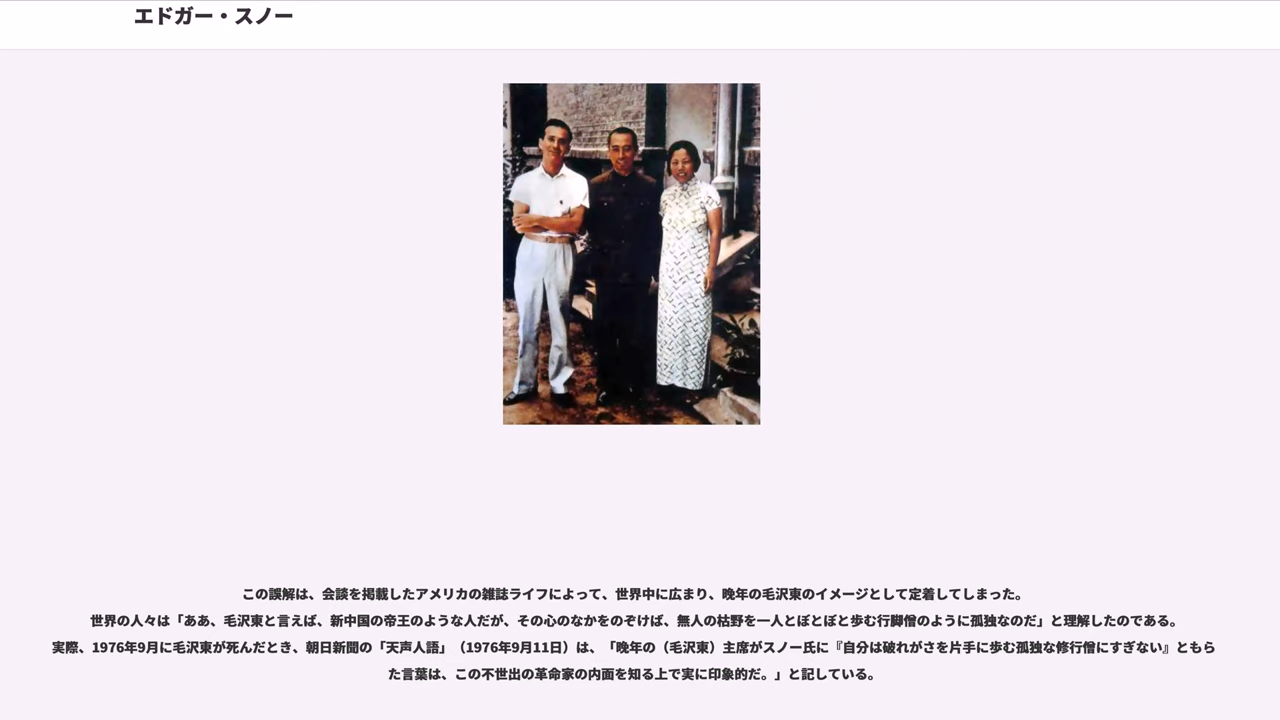 エドガー・スノー
この誤解は、会談を掲載したアメリカの雑誌ライフによって、世界中に広まり、晩年の毛沢東のイメージとして定着してしまった。
世界の人々は「ああ、毛沢東と言えば、新中国の帝王のような人だが、その心のなかをのぞけば、無人の枯野を一人とぼとぼと歩む行脚僧のように孤独なのだ」と理解したのである。
実際、1976年9月に毛沢東が死んだとき、朝日新聞の「天声人語」（1976年9月11日）は、「晩年の（毛沢東）主席がスノー氏に『自分は破れがさを片手に歩む孤独な修行僧にすぎない』ともら
た言葉は、この不世出の革命家の内面を知る上で実に印象的だ。」と記している。